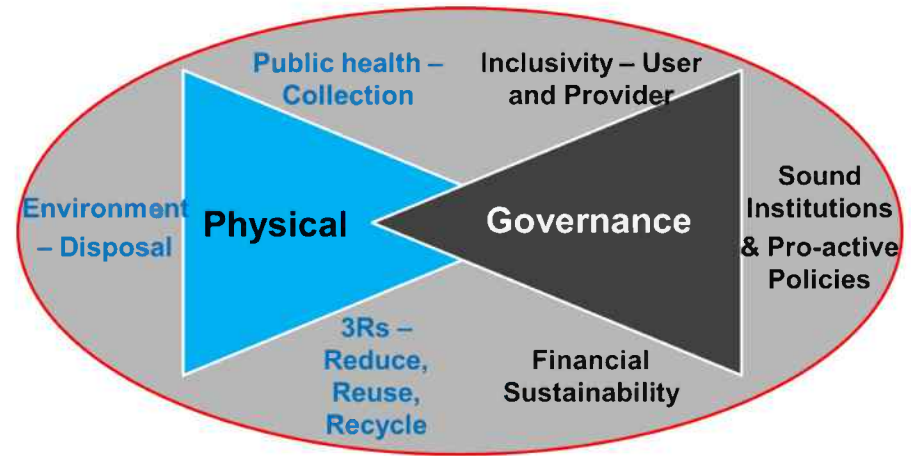 Public health –
Collection
Inclusivity – User
and Provider
Environment
– Disposal
Physical
Governance
Sound
Institutions
& Pro-active
Policies
3Rs –
Reduce,
Reuse,
Recycle
Financial
Sustainability